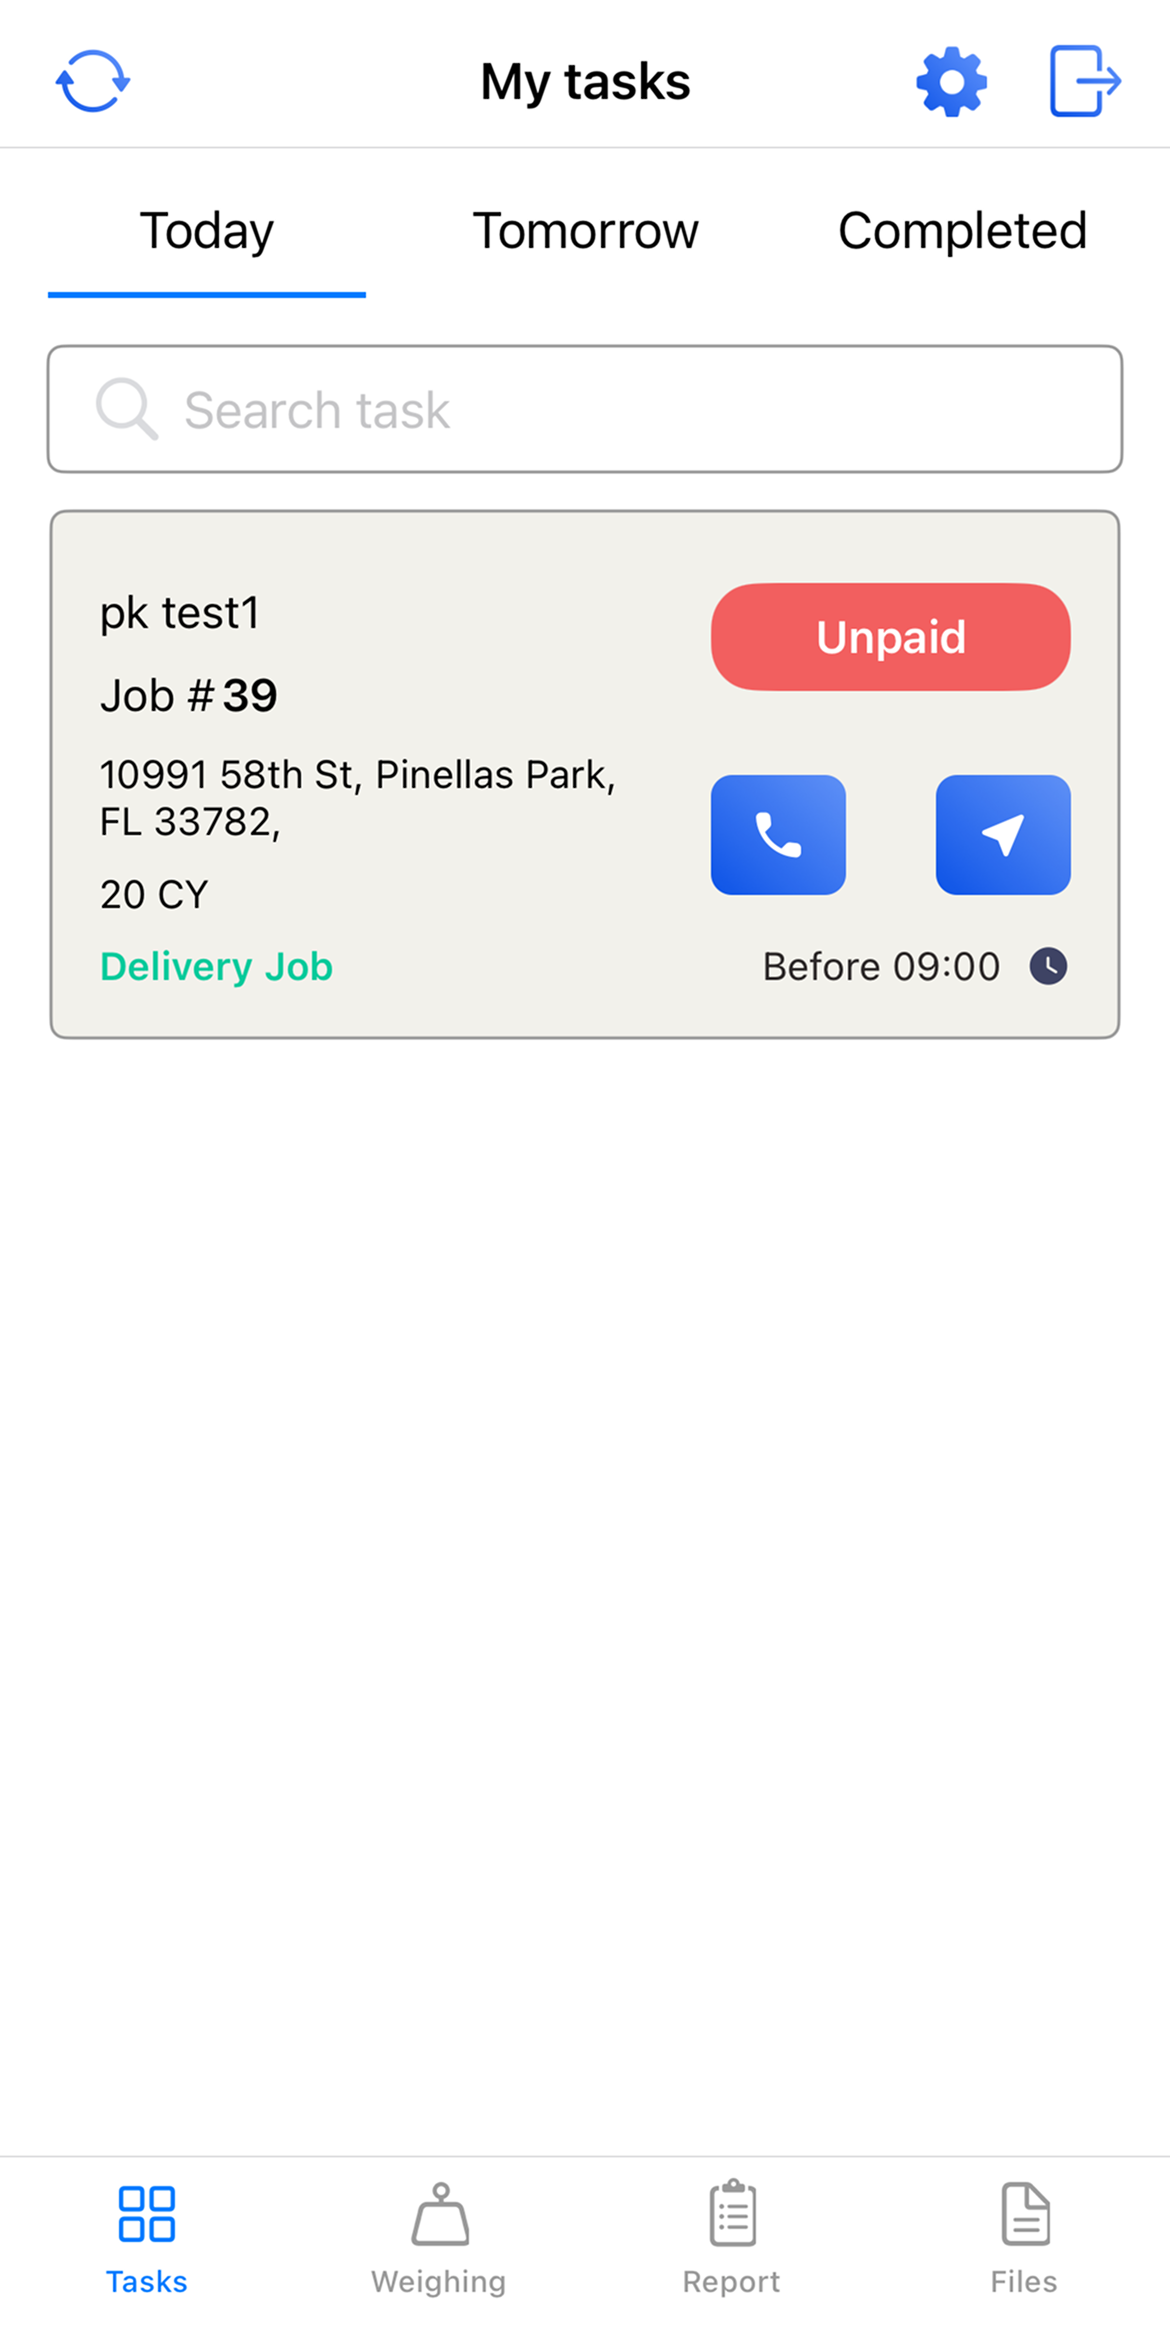 My tasks
Today
Tomorrow
Completed
Search task
pk test1
Unpaid
Job #39
10991 58th St, Pinellas Park,
FL 33782,
20 CY
Delivery Job
Before 09:00
Tasks
Weighing
Report
Files